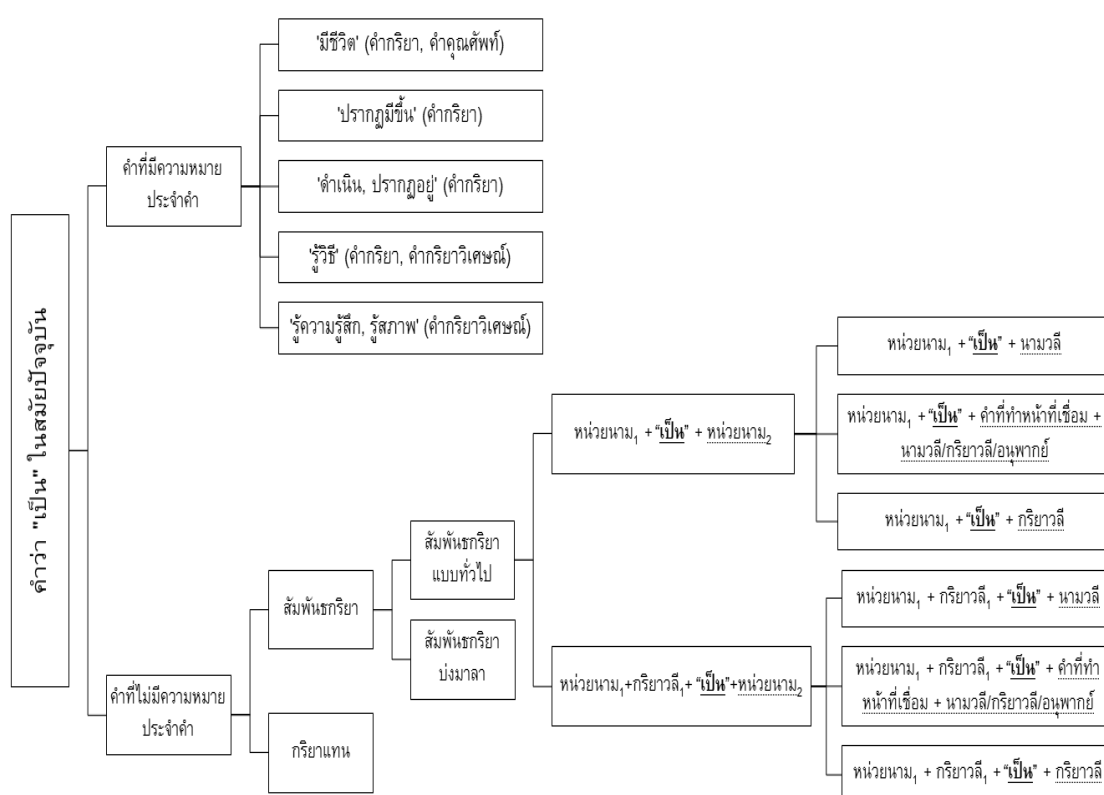 คำว่า "เป็น" ในสมัยปัจจุบัน
คำที่มีความหมาย
ประจำคำ
'มีชีวิต' (คำกริยา, คำคุณศัพท์)
'ปรากฏมีขึ้น' (คำกริยา)
'ดำเนิน, ปรากฏอยู่' (คำกริยา)
'รู้วิธี' (คำกริยา, คำกริยาวิเศษณ์)
'รู้ความรู้สึก, รู้สภาพ' (คำกริยาวิเศษณ์)
คำที่ไม่มีความหมาย
ประจำคำ
สัมพันธกริยา
สัมพันธกริยา
แบบทั่วไป
หน่วยนาม₁ +“เป็น” + หน่วยนาม₂
หน่วยนาม₁ +“เป็น” + นามวลี
หน่วยนาม₁ +“เป็น” + คำที่ทำหน้าที่เชื่อม +
นามวลี/กริยาวลี/อนุพากย์
หน่วยนาม₁ +“เป็น” + กริยาวลี
หน่วยนาม₁+กริยาวลี₁+“เป็น”+หน่วยนาม₂
หน่วยนาม₁ + กริยาวลี₁ +“เป็น” + นามวลี
หน่วยนาม₁ + กริยาวลี₁ +“เป็น” + คำที่ทำ
หน้าที่เชื่อม + นามวลี/กริยาวลี/อนุพากย์
หน่วยนาม₁ + กริยาวลี₁ +“เป็น” + กริยาวลี
สัมพันธกริยา
บ่งมาลา
กริยาแทน